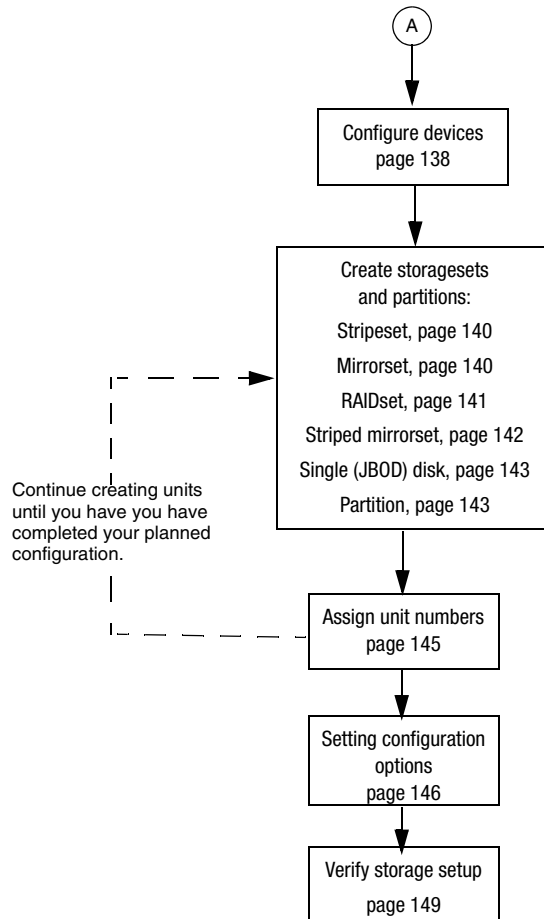 A
Configure devices
page 138
Create storagesets
and partitions:
Stripeset, page 140
Mirrorset, page 140
RAIDset, page 141
Striped mirrorset, page 142
Single (JBOD) disk, page 143
Partition, page 143
Continue creating units
until you have you have
completed your planned
configuration.
Assign unit numbers
page 145
Setting configuration
options
page 146
Verify storage setup
page 149